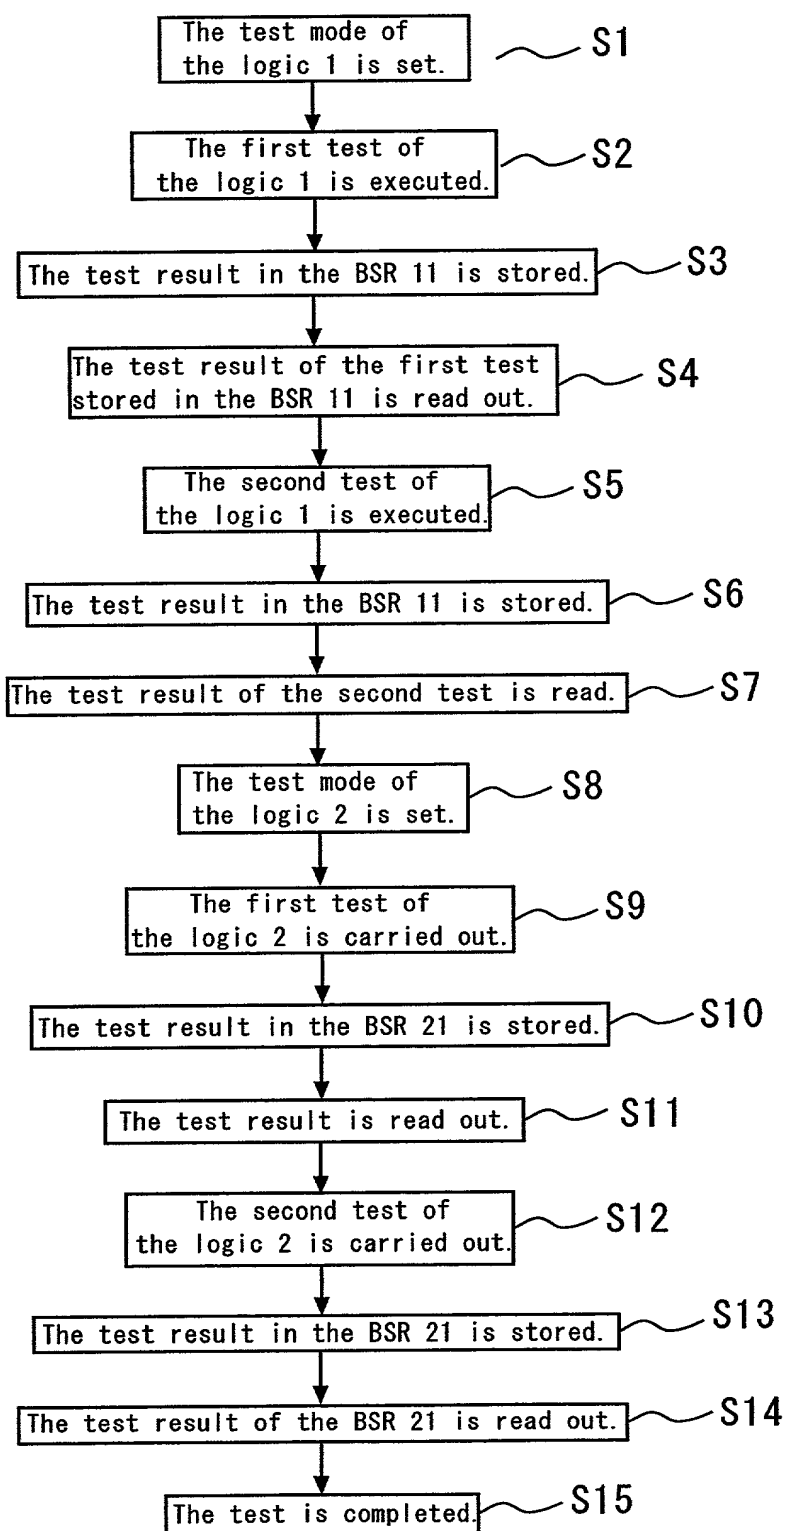 The test mode of
the logic 1 is set.
S1
The first test of
the logic 1 is executed.
S2
The test result in the BSR 11 is stored.
S3
The test result of the first test
stored in the BSR 11 is read out.
S4
The second test of
the logic 1 is executed.
S5
The test result in the BSR 11 is stored.
S6
The test result of the second test is read.
S7
The test mode of
the logic 2 is set.
S8
The first test of
the logic 2 is carried out.
S9
The test result in the BSR 21 is stored.
S10
The test result is read out.
S11
The second test of
the logic 2 is carried out.
S12
The test result in the BSR 21 is stored.
S13
The test result of the BSR 21 is read out.
S14
The test is completed.
S15